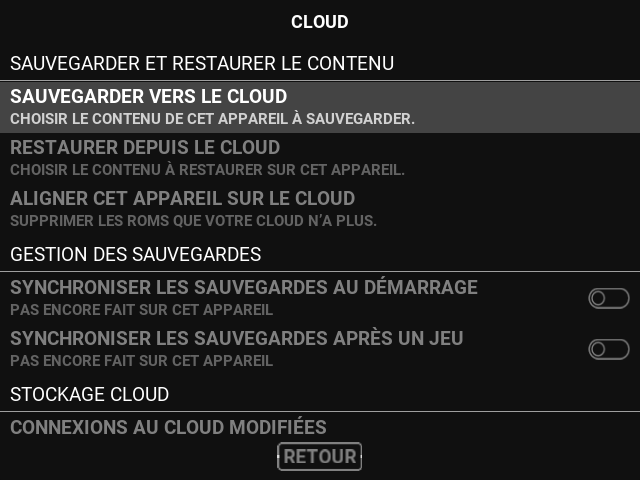 CLOUD
SAUVEGARDER ET RESTAURER LE CONTENU
SAUVEGARDER VERS LE CLOUD
CHOISIR LE CONTENU DE CET APPAREIL À SAUVEGARDER.
RESTAURER DEPUIS LE CLOUD
CHOISIR LE CONTENU À RESTAURER SUR CET APPAREIL.
ALIGNER CET APPAREIL SUR LE CLOUD
SUPPRIMER LES ROMS QUE VOTRE CLOUD N’A PLUS.
GESTION DES SAUVEGARDES
SYNCHRONISER LES SAUVEGARDES AU DÉMARRAGE
PAS ENCORE FAIT SUR CET APPAREIL
SYNCHRONISER LES SAUVEGARDES APRÈS UN JEU
PAS ENCORE FAIT SUR CET APPAREIL
STOCKAGE CLOUD
CONNEXIONS AU CLOUD MODIFIÉES
RETOUR